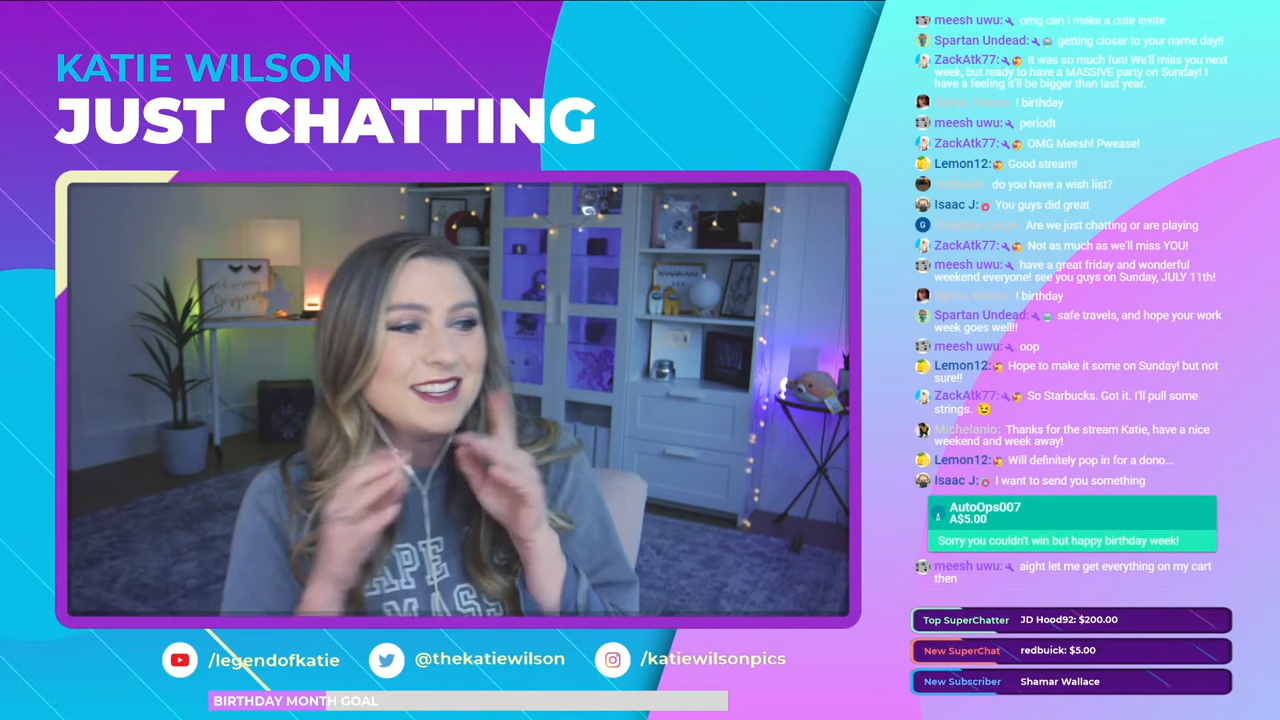 KATIE WILSON
JUST CHATTING
Gorgeous
APE
MASS
/legendofkatie
@thekatiewilson
/katiewilsonpics
BIRTHDAY MONTH GOAL
meesh uwu: omg can i make a cute invite
Spartan Undead: getting closer to your name day!!
ZackAtk77: It was so much fun! We'll miss you next
week, but ready to have a MASSIVE party on Sunday! I
have a feeling it'll be bigger than last year.
! birthday
meesh uwu: periodt
ZackAtk77: OMG Meesh! Pwease!
Lemon12: Good stream!
do you have a wish list?
Isaac J: You guys did great
G Are we just chatting or are playing
ZackAtk77: Not as much as we'll miss YOU!
meesh uwu: have a great friday and wonderful
weekend everyone! see you guys on Sunday, JULY 11th!
! birthday
Spartan Undead: safe travels, and hope your work
week goes well!!
meesh uwu: oop
Lemon12: Hope to make it some on Sunday! but not
sure!!
ZackAtk77: So Starbucks. Got it. I'll pull some
strings. 😉
Michelanio: Thanks for the stream Katie, have a nice
weekend and week away!
Lemon12: Will definitely pop in for a dono...
Isaac J: I want to send you something
AutoOps007
A$5.00
Sorry you couldn't win but happy birthday week!
meesh uwu: aight let me get everything on my cart
then
Top SuperChatter JD Hood92: $200.00
New SuperChat redbuick: $5.00
New Subscriber Shamar Wallace